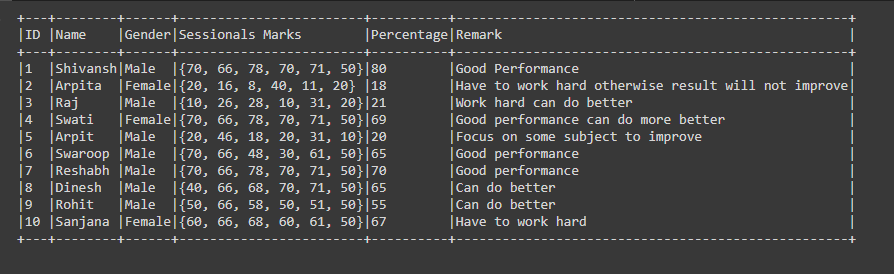 +---+--------+------+------------------------+----------+--------------------------------------------------+
|ID |Name    |Gender|Sessionals Marks        |Percentage|Remark                                            |
+---+--------+------+------------------------+----------+--------------------------------------------------+
|1  |Shivansh|Male  |{70, 66, 78, 70, 71, 50}|80        |Good Performance                                  |
|2  |Arpita  |Female|{20, 16, 8, 40, 11, 20} |18        |Have to work hard otherwise result will not improve|
|3  |Raj     |Male  |{10, 26, 28, 10, 31, 20}|21        |Work hard can do better                           |
|4  |Swati   |Female|{70, 66, 78, 70, 71, 50}|69        |Good performance can do more better               |
|5  |Arpit   |Male  |{20, 46, 18, 20, 31, 10}|20        |Focus on some subject to improve                  |
|6  |Swaroop |Male  |{70, 66, 48, 30, 61, 50}|65        |Good performance                                  |
|7  |Reshabh |Male  |{70, 66, 78, 70, 71, 50}|70        |Good performance                                  |
|8  |Dinesh  |Male  |{40, 66, 68, 70, 71, 50}|65        |Can do better                                     |
|9  |Rohit   |Male  |{50, 66, 58, 50, 51, 50}|55        |Can do better                                     |
|10 |Sanjana |Female|{60, 66, 68, 60, 61, 50}|67        |Have to work hard                                 |
+---+--------+------+------------------------+----------+--------------------------------------------------+